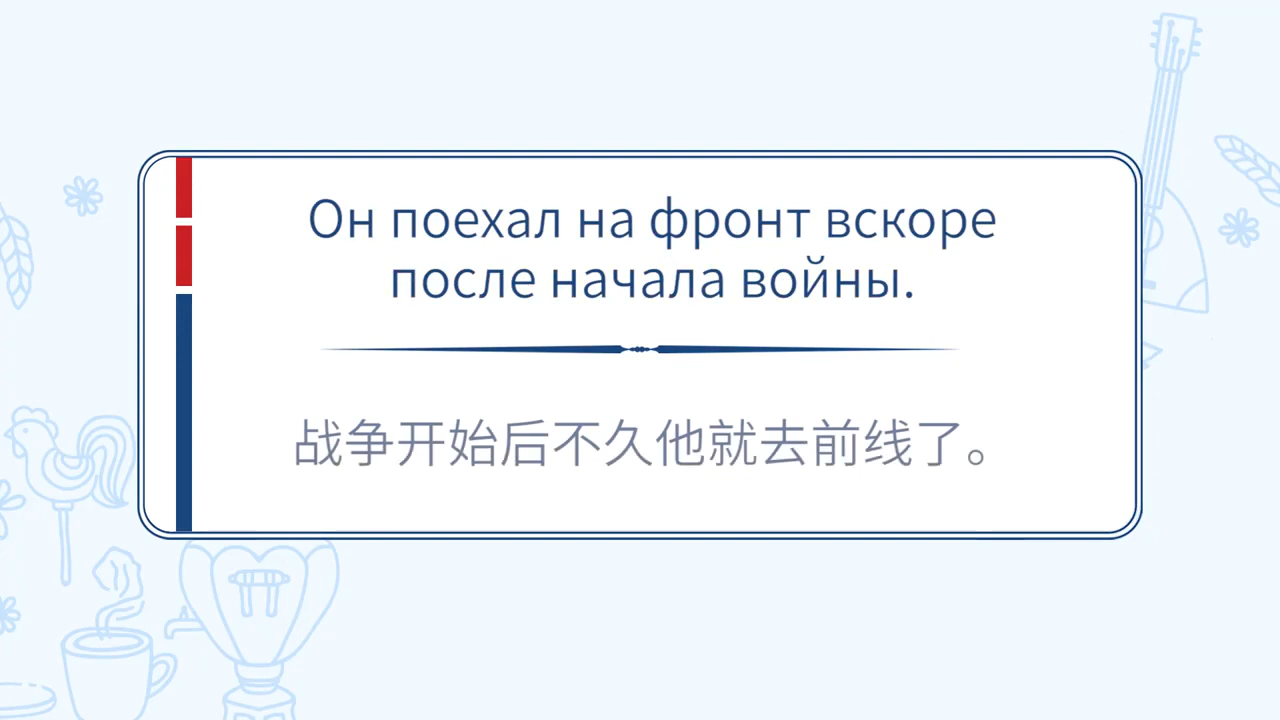 Он поехал на фронт вскоре
после начала войны.
战争开始后不久他就去前线了。